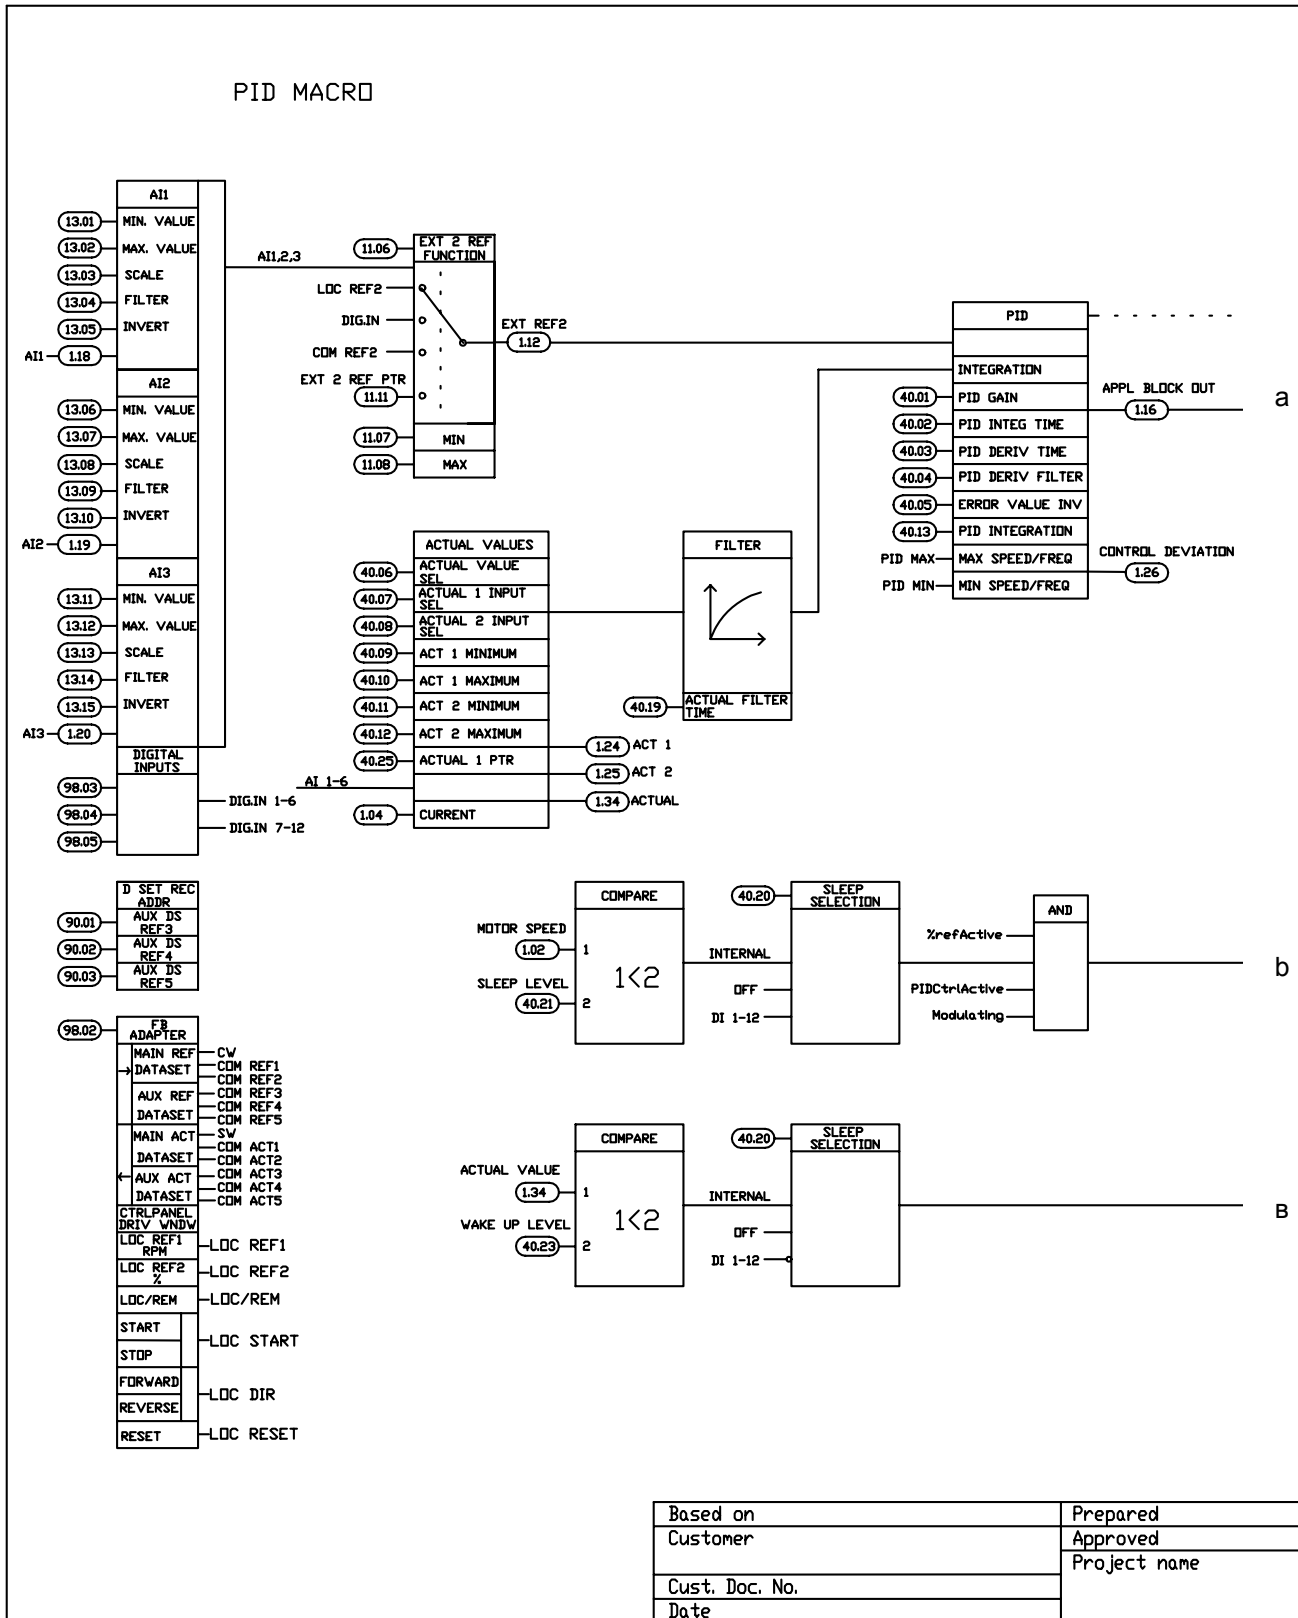 PID MACRO
AI1
13.01 MIN. VALUE
13.02 MAX. VALUE
13.03 SCALE
13.04 FILTER
13.05 INVERT
AI1 1.18
AI2
13.06 MIN. VALUE
13.07 MAX. VALUE
13.08 SCALE
13.09 FILTER
13.10 INVERT
AI2 1.19
AI3
13.11 MIN. VALUE
13.12 MAX. VALUE
13.13 SCALE
13.14 FILTER
13.15 INVERT
AI3 1.20
DIGITAL
INPUTS
98.03
98.04
98.05
DIG.IN 1-6
DIG.IN 7-12
AI1,2,3
11.06 EXT 2 REF
FUNCTION
LOC REF2
DIG.IN
COM REF2
EXT 2 REF PTR
11.11
11.07 MIN
11.08 MAX
EXT REF2
1.12
ACTUAL VALUES
40.06 ACTUAL VALUE
SEL
40.07 ACTUAL 1 INPUT
SEL
40.08 ACTUAL 2 INPUT
SEL
40.09 ACT 1 MINIMUM
40.10 ACT 1 MAXIMUM
40.11 ACT 2 MINIMUM
40.12 ACT 2 MAXIMUM
40.25 ACTUAL 1 PTR
AI 1-6
1.04 CURRENT
1.24 ACT 1
1.25 ACT 2
1.34 ACTUAL
FILTER
40.19 ACTUAL FILTER
TIME
PID
INTEGRATION
40.01 PID GAIN
40.02 PID INTEG TIME
40.03 PID DERIV TIME
40.04 PID DERIV FILTER
40.05 ERROR VALUE INV
40.13 PID INTEGRATION
PID MAX MAX SPEED/FREQ
PID MIN MIN SPEED/FREQ
APPL BLOCK OUT
1.16
a
CONTROL DEVIATION
1.26
D SET REC
ADDR
90.01 AUX DS
REF3
90.02 AUX DS
REF4
90.03 AUX DS
REF5
COMPARE
MOTOR SPEED
1.02 1
1<2
SLEEP LEVEL
40.21 2
40.20 SLEEP
SELECTION
INTERNAL
OFF
DI 1-12
AND
%refActive
PIDCtrlActive
Modulating
b
98.02 FB
ADAPTER
MAIN REF CW
DATASET COM REF1
COM REF2
AUX REF COM REF3
COM REF4
DATASET COM REF5
MAIN ACT SW
COM ACT1
DATASET COM ACT2
AUX ACT COM ACT3
COM ACT4
DATASET COM ACT5
CTRLPANEL
DRIV WNDW
LOC REF1
RPM LOC REF1
LOC REF2
% LOC REF2
LOC/REM LOC/REM
START
LOC START
STOP
FORWARD
LOC DIR
REVERSE
RESET LOC RESET
COMPARE
ACTUAL VALUE
1.34 1
1<2
WAKE UP LEVEL
40.23 2
40.20 SLEEP
SELECTION
INTERNAL
OFF
DI 1-12
B
Based on Prepared
Customer Approved
Project name
Cust. Doc. No.
Date